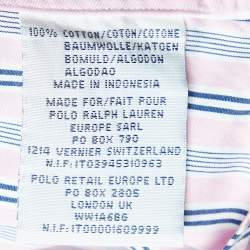 100% COTTON/COTON/COTONE
BAUMWOLLE/KATOEN
BOMULD/ALGODON
ALGODAO
MADE IN INDONESIA
MADE FOR/FAIT POUR
POLO RALPH LAUREN
EUROPE SARL
PO BOX 790
1214 VERNIER SWITZERLAND
N.I.F: IT03945310963
POLO RETAIL EUROPE LTD
PO BOX 2805
LONDON UK
WW1A6BG
N.I.F: IT00001609999